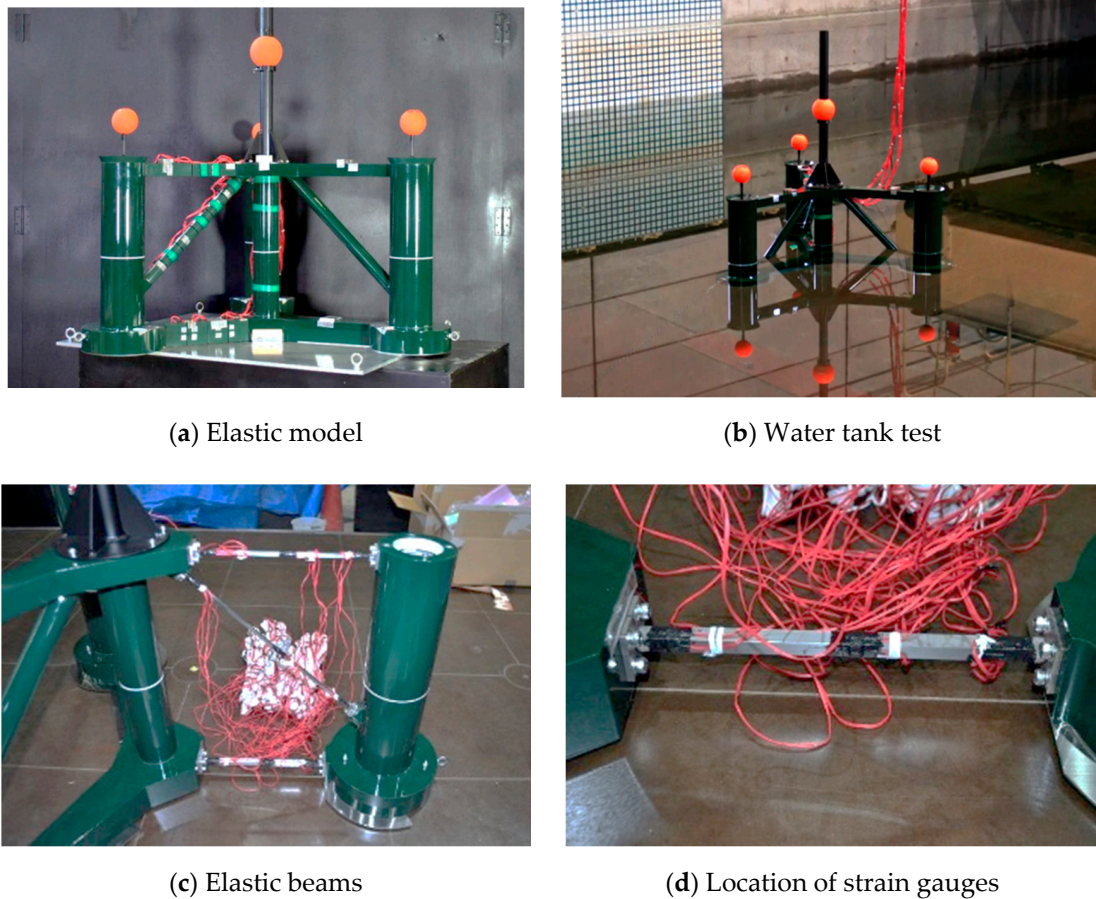 (a) Elastic model
(b) Water tank test
(c) Elastic beams
(d) Location of strain gauges